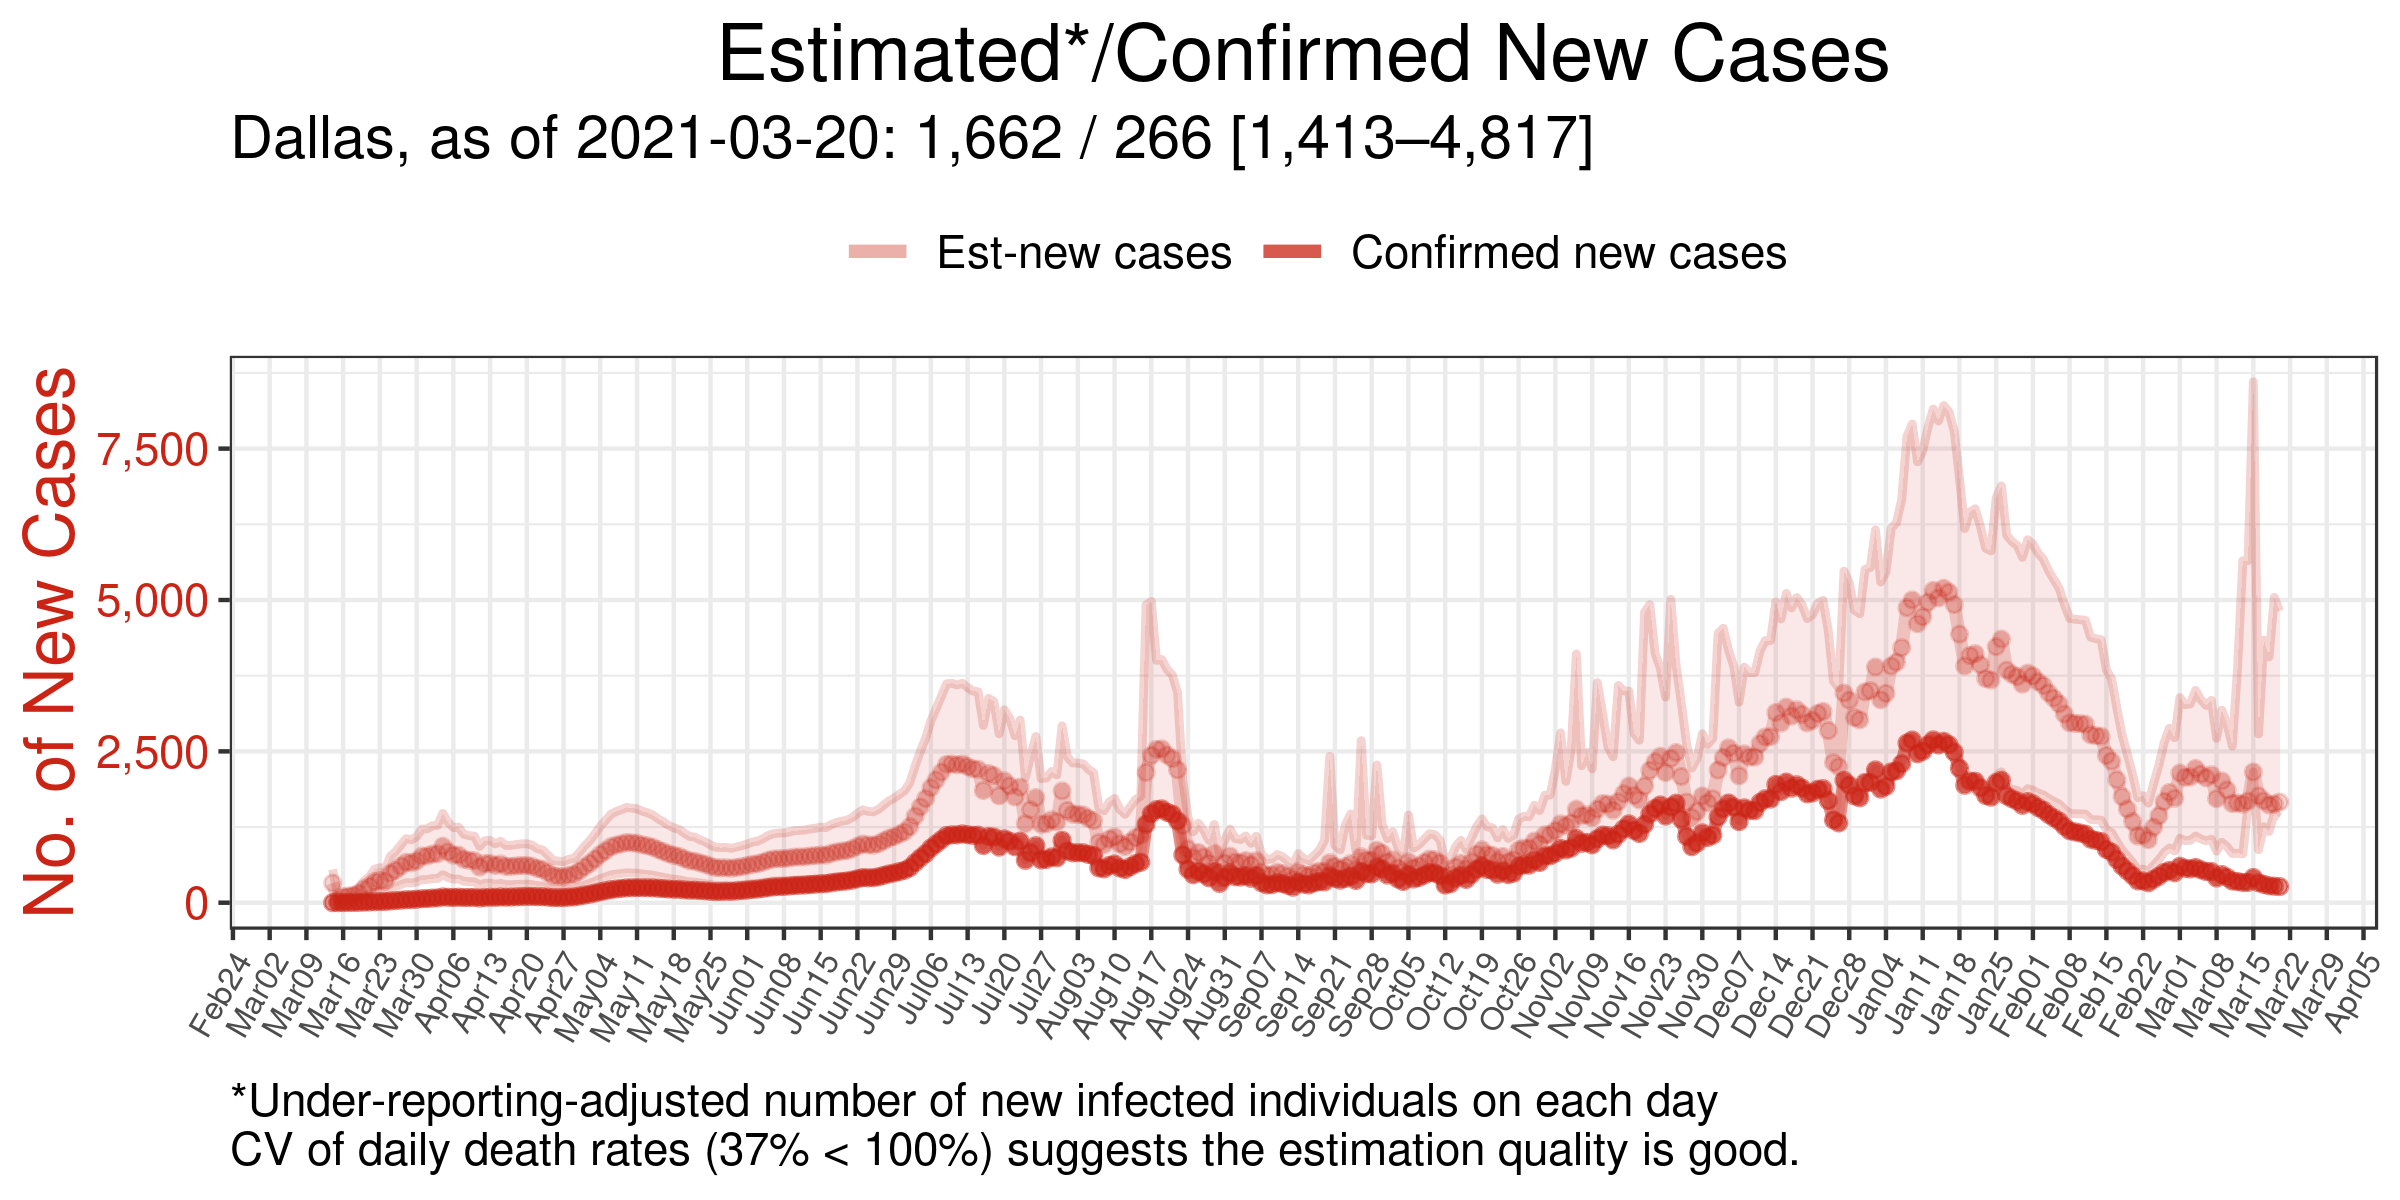 Estimated*/Confirmed New Cases
Dallas, as of 2021-03-20: 1,662 / 266 [1,413–4,817]
Est-new cases Confirmed new cases
No. of New Cases
7,500
5,000
2,500
0
Feb24 Mar02 Mar09 Mar16 Mar23 Mar30 Apr06 Apr13 Apr20 Apr27 May04 May11 May18 May25 Jun01 Jun08 Jun15 Jun22 Jun29 Jul06 Jul13 Jul20 Jul27 Aug03 Aug10 Aug17 Aug24 Aug31 Sep07 Sep14 Sep21 Sep28 Oct05 Oct12 Oct19 Oct26 Nov02 Nov09 Nov16 Nov23 Nov30 Dec07 Dec14 Dec21 Dec28 Jan04 Jan11 Jan18 Jan25 Feb01 Feb08 Feb15 Feb22 Mar01 Mar08 Mar15 Mar22 Mar29 Apr05
*Under-reporting-adjusted number of new infected individuals on each day
CV of daily death rates (37% < 100%) suggests the estimation quality is good.